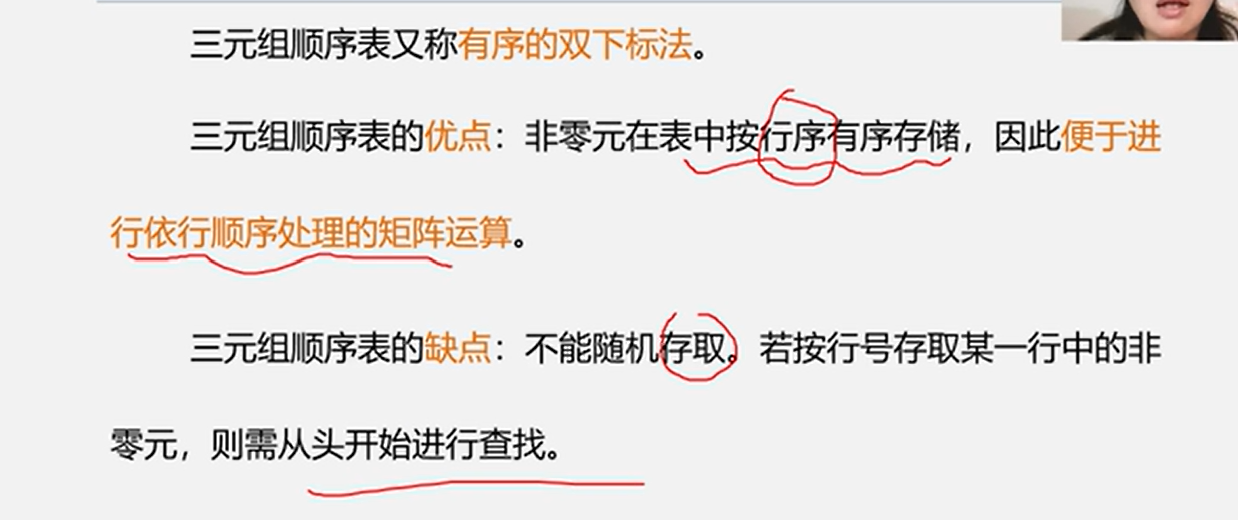 三元组顺序表又称有序的双下标法。
三元组顺序表的优点：非零元在表中按行序有序存储，因此便于进
行依行顺序处理的矩阵运算。
三元组顺序表的缺点：不能随机存取。若按行号存取某一行中的非
零元，则需从头开始进行查找。